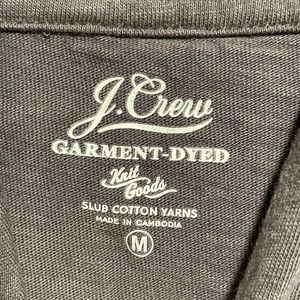 J.Crew
GARMENT-DYED
Knit
Goods
SLUB COTTON YARNS
MADE IN CAMBODIA
M